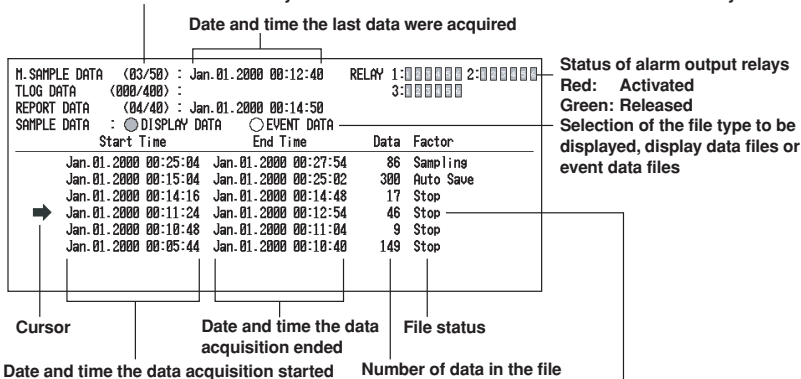 Date and time the last data were acquired
M.SAMPLE DATA (03/50) : Jan.01.2000 00:12:40 RELAY 1: 2:
TLOG DATA (000/400) : 3:
REPORT DATA (04/40) : Jan.01.2000 00:14:50
SAMPLE DATA : DISPLAY DATA EVENT DATA
Start Time End Time Data Factor
Jan.01.2000 00:25:04 Jan.01.2000 00:27:54 86 Sampling
Jan.01.2000 00:15:04 Jan.01.2000 00:25:02 300 Auto Save
Jan.01.2000 00:14:16 Jan.01.2000 00:14:48 17 Stop
Jan.01.2000 00:11:24 Jan.01.2000 00:12:54 46 Stop
Jan.01.2000 00:10:48 Jan.01.2000 00:11:04 9 Stop
Jan.01.2000 00:05:44 Jan.01.2000 00:10:40 149 Stop
Status of alarm output relays
Red: Activated
Green: Released
Selection of the file type to be
displayed, display data files or
event data files
Cursor
Date and time the data
acquisition ended
File status
Date and time the data acquisition started
Number of data in the file